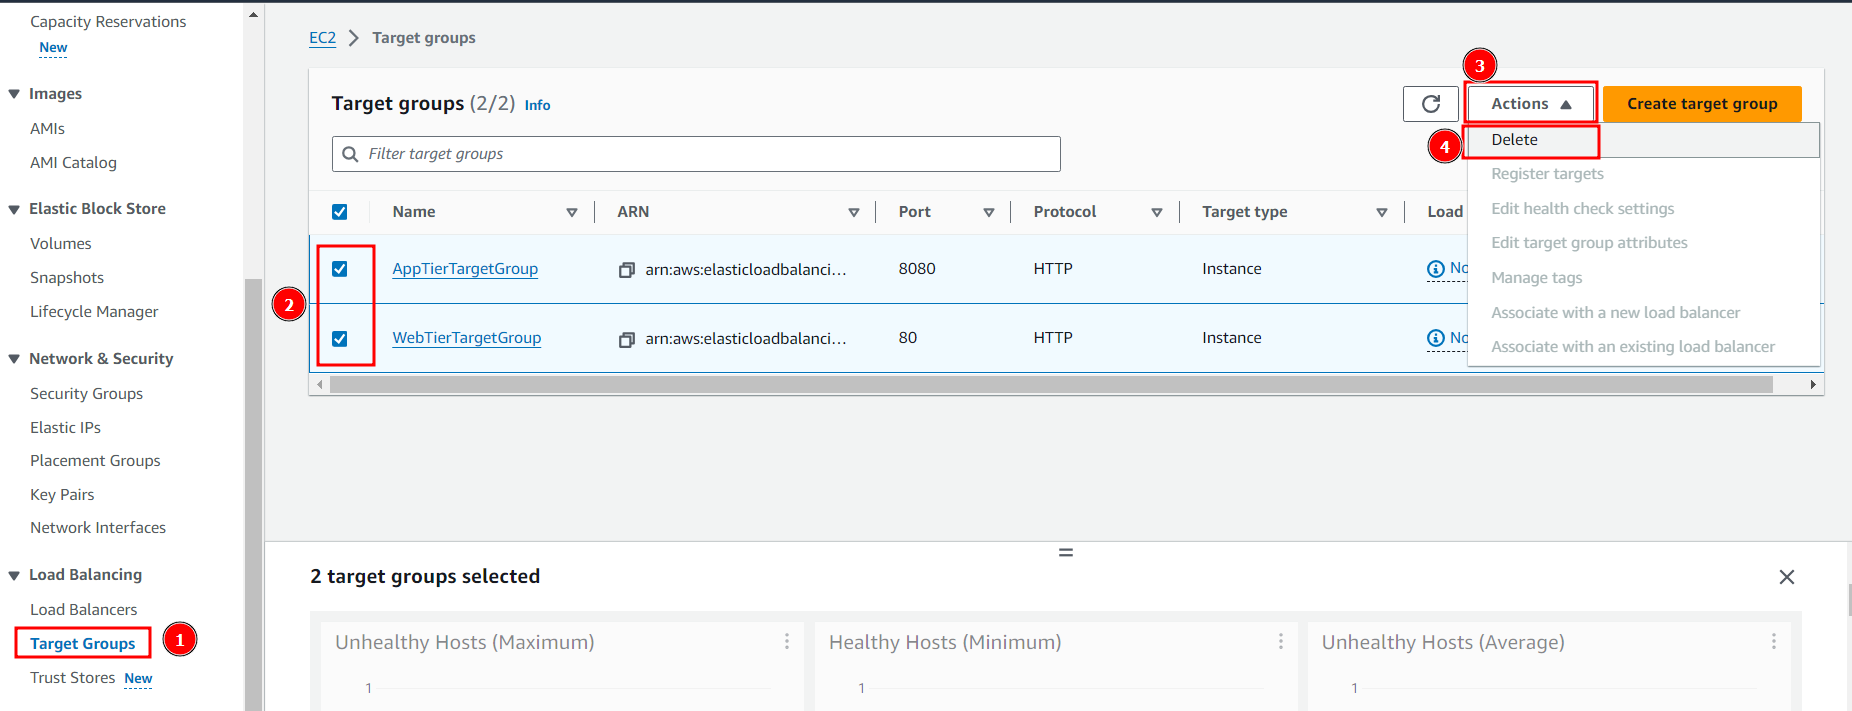 Capacity Reservations
New
Images
AMIs
AMI Catalog
Elastic Block Store
Volumes
Snapshots
Lifecycle Manager
Network & Security
Security Groups
Elastic IPs
Placement Groups
Key Pairs
Network Interfaces
Load Balancing
Load Balancers
Target Groups 1
Trust Stores New
EC2 > Target groups
3
Target groups (2/2) Info
Actions Create target group
Filter target groups
4 Delete
Register targets
Edit health check settings
Edit target group attributes
Manage tags
Associate with a new load balancer
Associate with an existing load balancer
Name ARN Port Protocol Target type Load
2
AppTierTargetGroup arn:aws:elasticloadbalanci... 8080 HTTP Instance No
WebTierTargetGroup arn:aws:elasticloadbalanci... 80 HTTP Instance No
2 target groups selected
Unhealthy Hosts (Maximum) Healthy Hosts (Minimum) Unhealthy Hosts (Average)
1 1 1